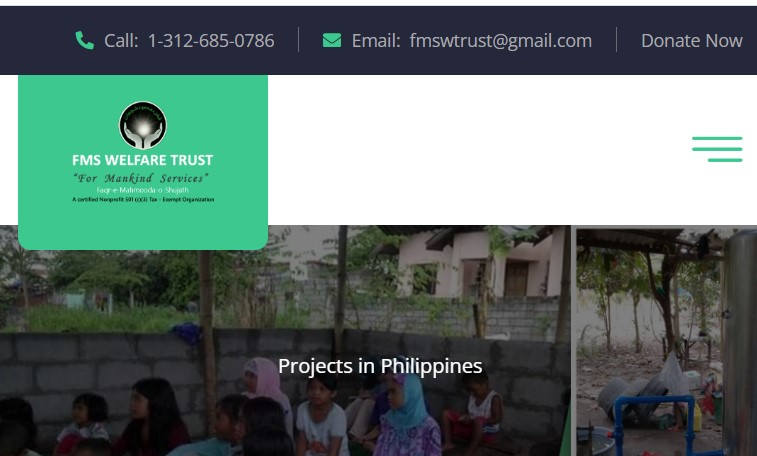 Call: 1-312-685-0786
Email: fmswtrust@gmail.com
Donate Now
FMS WELFARE TRUST
"For Mankind Services"
Faqr-e-Mahmooda-o-Shujath
A certified Nonprofit 501 (c)(3) Tax - Exempt Organization
Projects in Philippines